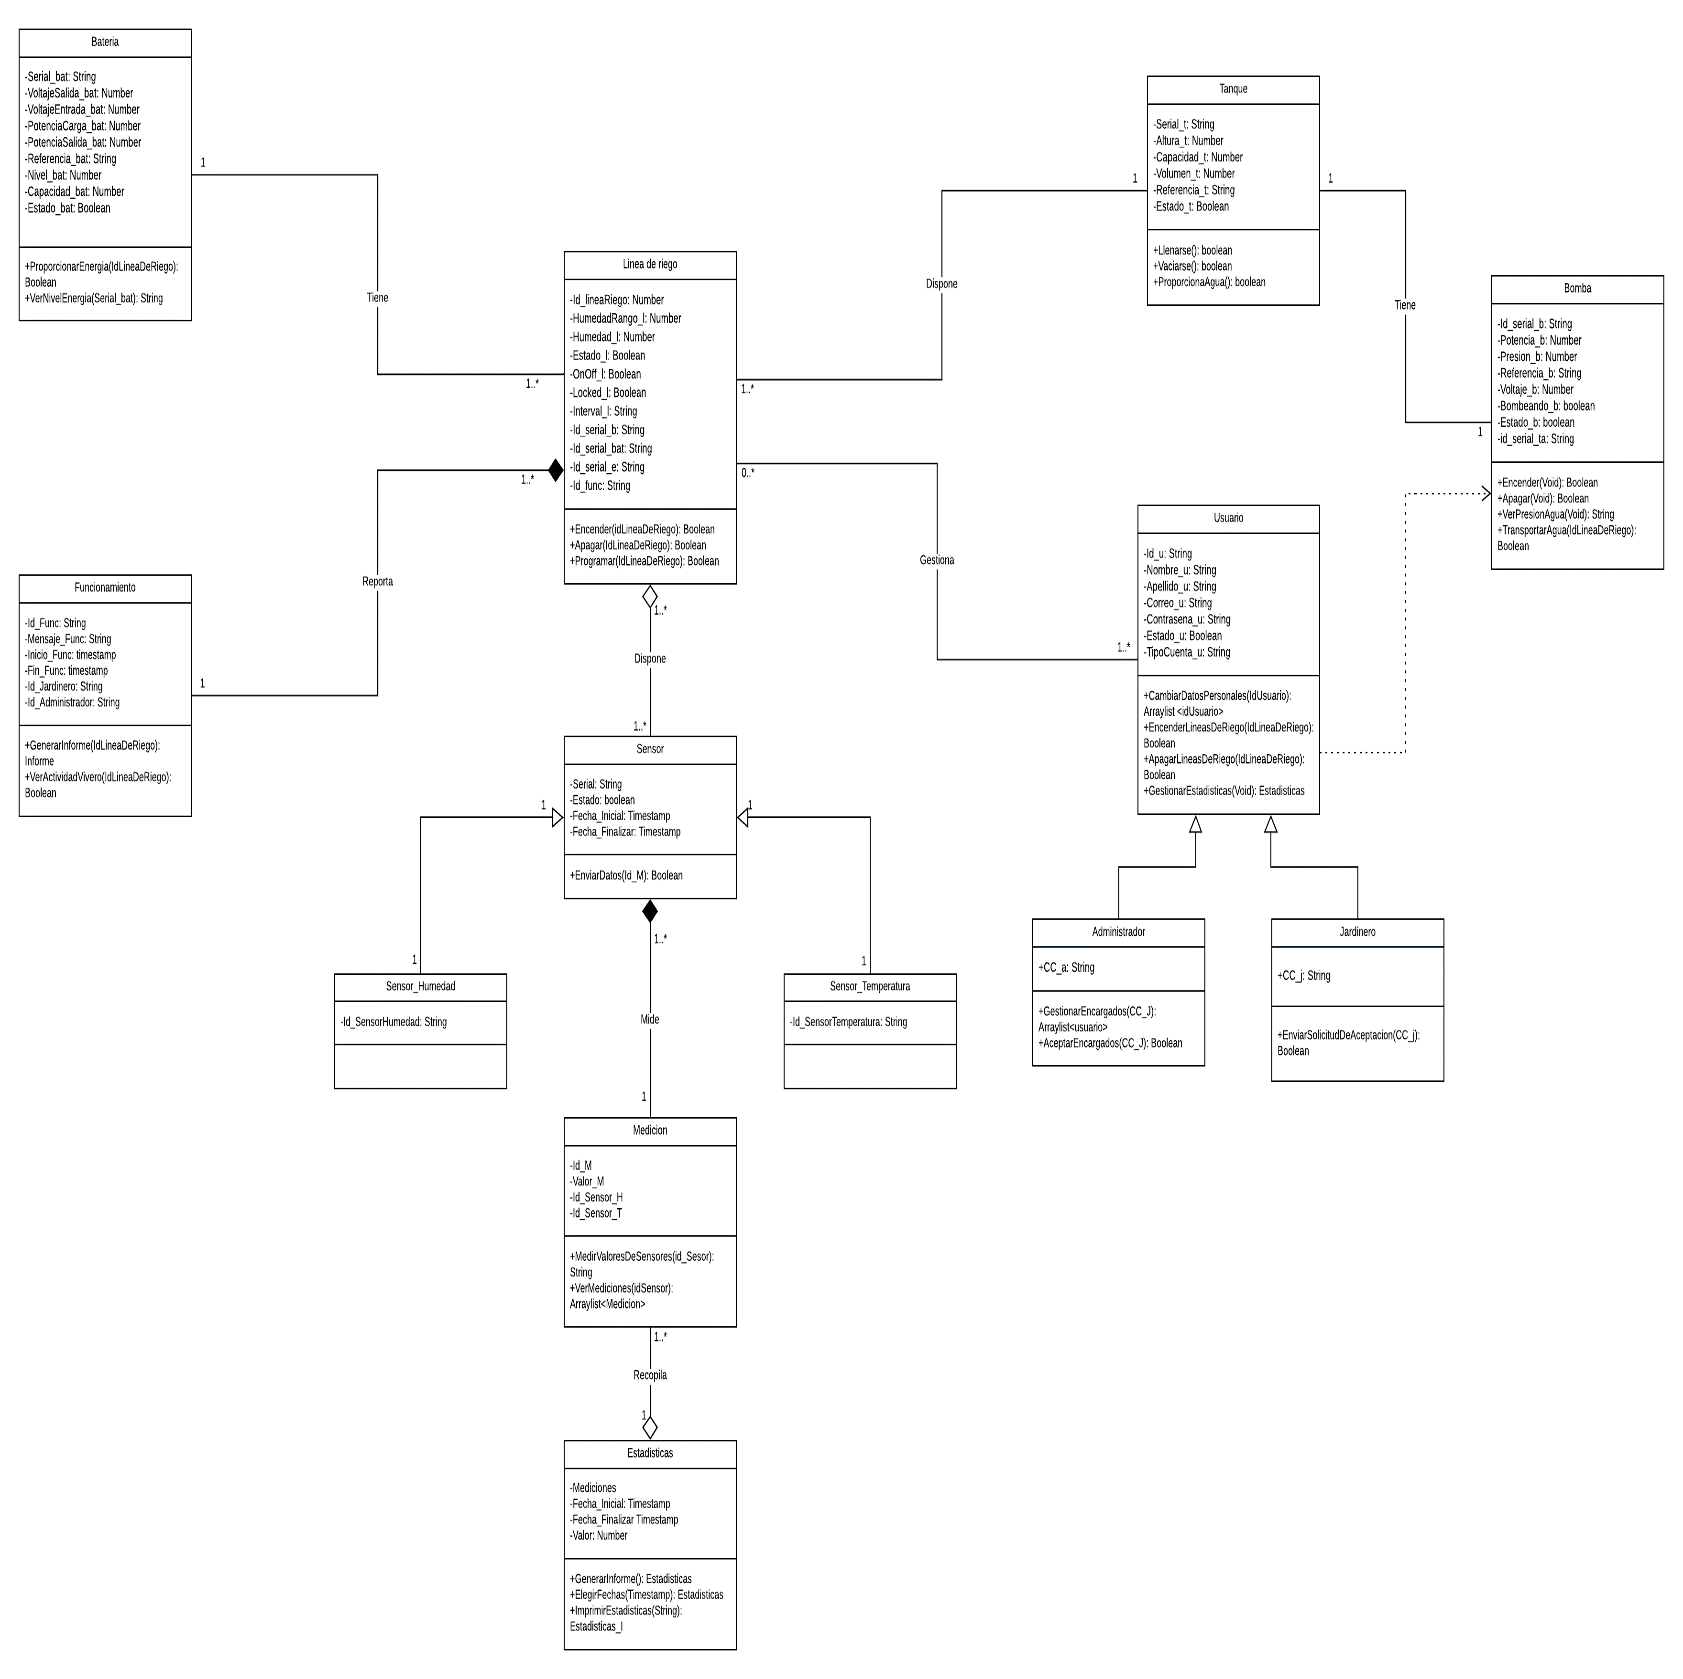 Bateria
-Serial_bat: String
-VoltajeSalida_bat: Number
-VoltajeEntrada_bat: Number
-PotenciaCarga_bat: Number
-PotenciaSalida_bat: Number
-Referencia_bat: String
-Nivel_bat: Number
-Capacidad_bat: Number
-Estado_bat: Boolean
+ProporcionarEnergia(IdLineaDeRiego):
Boolean
+VerNivelEnergia(Serial_bat): String
1
Tiene
1..*
Linea de riego
-Id_lineaRiego: Number
-HumedadRango_l: Number
-Humedad_l: Number
-Estado_l: Boolean
-OnOff_l: Boolean
-Locked_l: Boolean
-Interval_l: String
-Id_serial_b: String
-Id_serial_bat: String
-Id_serial_e: String
-Id_func: String
+Encender(idLineaDeRiego): Boolean
+Apagar(IdLineaDeRiego): Boolean
+Programar(IdLineaDeRiego): Boolean
1..*
Dispone
1
Tanque
-Serial_t: String
-Altura_t: Number
-Capacidad_t: Number
-Volumen_t: Number
-Referencia_t: String
-Estado_t: Boolean
+Llenarse(): boolean
+Vaciarse(): boolean
+ProporcionaAgua(): boolean
1
Tiene
1
Bomba
-Id_serial_b: String
-Potencia_b: Number
-Presion_b: Number
-Referencia_b: String
-Voltaje_b: Number
-Bombeando_b: boolean
-Estado_b: boolean
-id_serial_ta: String
+Encender(Void): Boolean
+Apagar(Void): Boolean
+VerPresionAgua(Void): String
+TransportarAgua(IdLineaDeRiego):
Boolean
0..*
Gestiona
1..*
Usuario
-Id_u: String
-Nombre_u: String
-Apellido_u: String
-Correo_u: String
-Contrasena_u: String
-Estado_u: Boolean
-TipoCuenta_u: String
+CambiarDatosPersonales(IdUsuario):
Arraylist <idUsuario>
+EncenderLineasDeRiego(IdLineaDeRiego):
Boolean
+ApagarLineasDeRiego(IdLineaDeRiego):
Boolean
+GestionarEstadisticas(Void): Estadisticas
1..*
Reporta
1
Funcionamiento
-Id_Func: String
-Mensaje_Func: String
-Inicio_Func: timestamp
-Fin_Func: timestamp
-Id_Jardinero: String
-Id_Administrador: String
+GenerarInforme(IdLineaDeRiego):
Informe
+VerActividadVivero(IdLineaDeRiego):
Boolean
1..*
Dispone
1..*
Sensor
-Serial: String
-Estado: boolean
-Fecha_Inicial: Timestamp
-Fecha_Finalizar: Timestamp
+EnviarDatos(Id_M): Boolean
1
1
1
1
Sensor_Humedad
-Id_SensorHumedad: String
Sensor_Temperatura
-Id_SensorTemperatura: String
Administrador
+CC_a: String
+GestionarEncargados(CC_J):
Arraylist<usuario>
+AceptarEncargados(CC_J): Boolean
Jardinero
+CC_j: String
+EnviarSolicitudDeAceptacion(CC_j):
Boolean
1..*
Mide
1
Medicion
-Id_M
-Valor_M
-Id_Sensor_H
-Id_Sensor_T
+MedirValoresDeSensores(id_Sesor):
String
+VerMediciones(idSensor):
Arraylist<Medicion>
1..*
Recopila
1
Estadisticas
-Mediciones
-Fecha_Inicial: Timestamp
-Fecha_Finalizar Timestamp
-Valor: Number
+GenerarInforme(): Estadisticas
+ElegirFechas(Timestamp): Estadisticas
+ImprimirEstadisticas(String):
Estadisticas_I